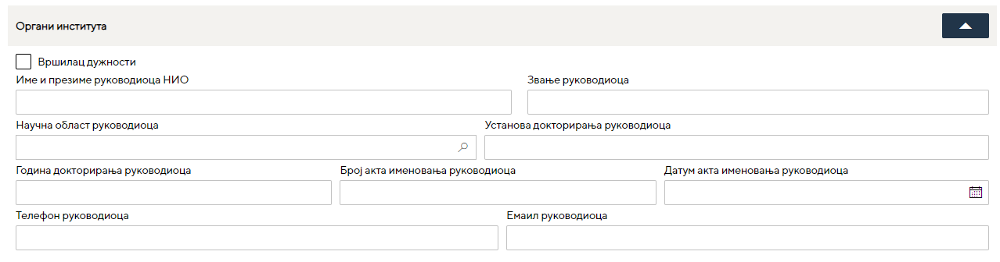 Органи института
Вршилац дужности
Име и презиме руководиоца НИО
Звање руководиоца
Научна област руководиоца
Установа докторирања руководиоца
Година докторирања руководиоца
Број акта именовања руководиоца
Датум акта именовања руководиоца
Телефон руководиоца
Емаил руководиоца